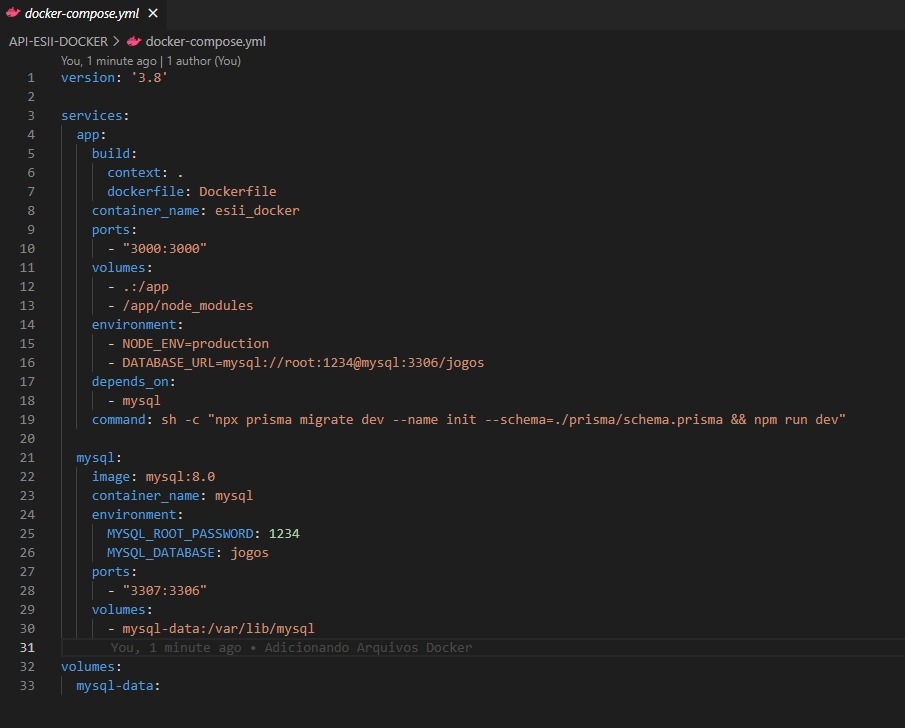 docker-compose.yml ✕
API-ESII-DOCKER > docker-compose.yml
You, 1 minute ago | 1 author (You)
1 version: '3.8'
2
3 services:
4   app:
5     build:
6       context: .
7       dockerfile: Dockerfile
8     container_name: esii_docker
9     ports:
10       - "3000:3000"
11     volumes:
12       - .:/app
13       - /app/node_modules
14     environment:
15       - NODE_ENV=production
16       - DATABASE_URL=mysql://root:1234@mysql:3306/jogos
17     depends_on:
18       - mysql
19     command: sh -c "npx prisma migrate dev --name init --schema=./prisma/schema.prisma && npm run dev"
20
21   mysql:
22     image: mysql:8.0
23     container_name: mysql
24     environment:
25       MYSQL_ROOT_PASSWORD: 1234
26       MYSQL_DATABASE: jogos
27     ports:
28       - "3307:3306"
29     volumes:
30       - mysql-data:/var/lib/mysql
31       You, 1 minute ago • Adicionando Arquivos Docker
32 volumes:
33   mysql-data: